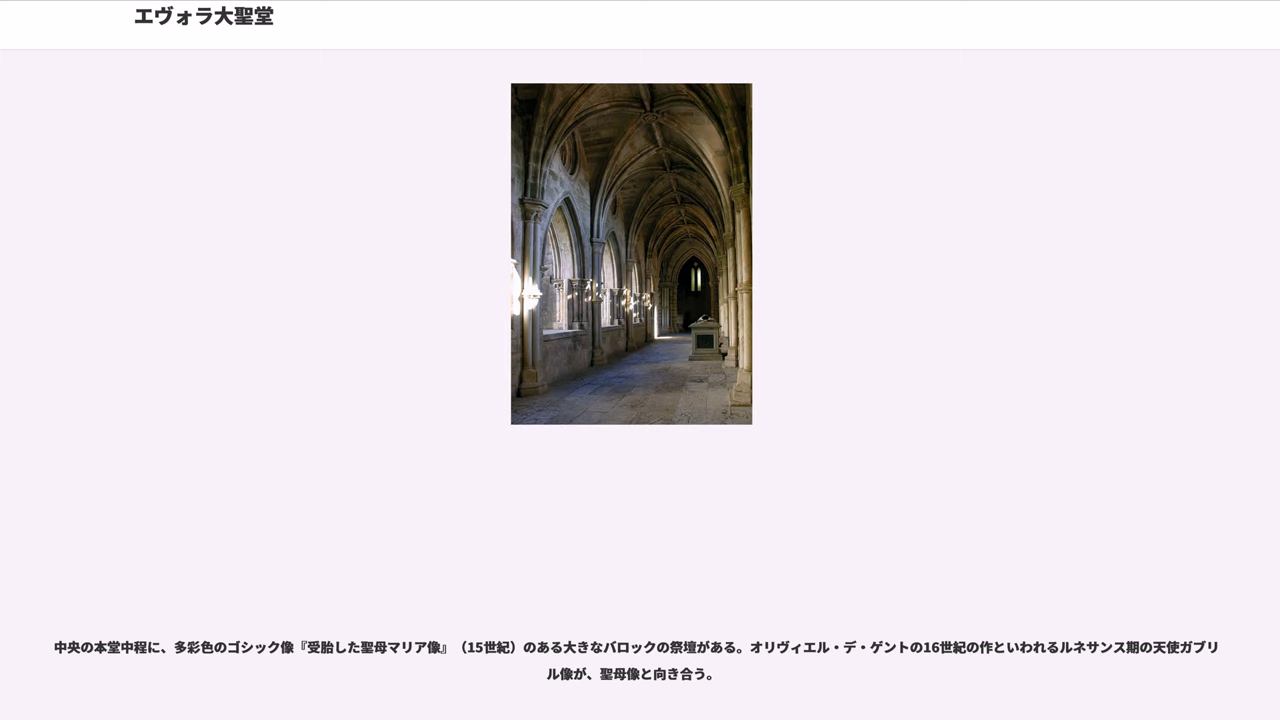 エヴォラ大聖堂
中央の本堂中程に、多彩色のゴシック像『受胎した聖母マリア像』（15世紀）のある大きなバロックの祭壇がある。オリヴィエル・デ・ゲントの16世紀の作といわれるルネサンス期の天使ガブリ
ル像が、聖母像と向き合う。